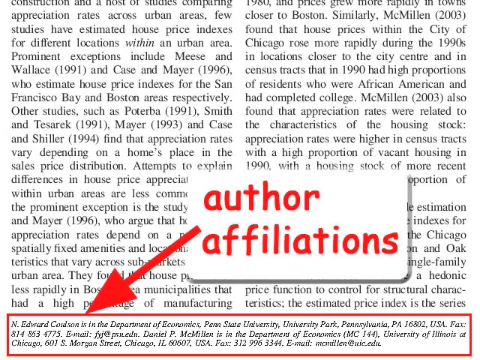 construction and a host of studies comparing
appreciation rates across urban areas, few
studies have estimated house price indexes
for different locations within an urban area.
Prominent exceptions include Meese and
Wallace (1991) and Case and Mayer (1996),
who estimate house price indexes for the San
Francisco Bay and Boston areas respectively.
Other studies, such as Poterba (1991), Smith
and Tesarek (1991), Mayer (1993) and Case
and Shiller (1994) find that appreciation rates
vary depending on a home's place in the
sales price distribution. Attempts to explain
differences in house price appreciat
within urban areas are less comm
the prominent exception is the study
and Mayer (1996), who argue that ho
appreciation rates depend on a
spatially fixed amenities and loca
teristics that vary across sub-markets
urban area. They found that house p
less rapidly in Bos area municipalities that
had a high of manufacturing
1980, and prices grew more rapidly in towns
closer to Boston. Similarly, McMillen (2003)
found that house prices within the City of
Chicago rose more rapidly during the 1990s
in locations closer to the city centre and in
census tracts that in 1990 had high proportions
of residents who were African American and
had completed college. McMillen (2003) also
found that appreciation rates were related to
the characteristics of the housing stock:
appreciation rates were higher in census tracts
with a high proportion of vacant housing in
1990, with a housing stock of more recent
oportion of
le estimation
e indexes for
the Chicago
on and Oak
ingle-family
a hedonic
price function to control for structural charac-
teristics; the estimated price index is the series
author
affiliations
N. Edward Coulson is in the Department of Economics, Penn State University, University Park, Pennsylvania, PA 16802, USA. Fax:
814 863 4775. E-mail: fyj@psu.edn. Daniel P. McMillen is in the Department of Economics (MC 144), University of Illinois at
Chicago, 601 S. Morgan Street, Chicago, IL 60607, USA. Fax: 312 996 3344. E-mail: mcmillen@uic.edu.